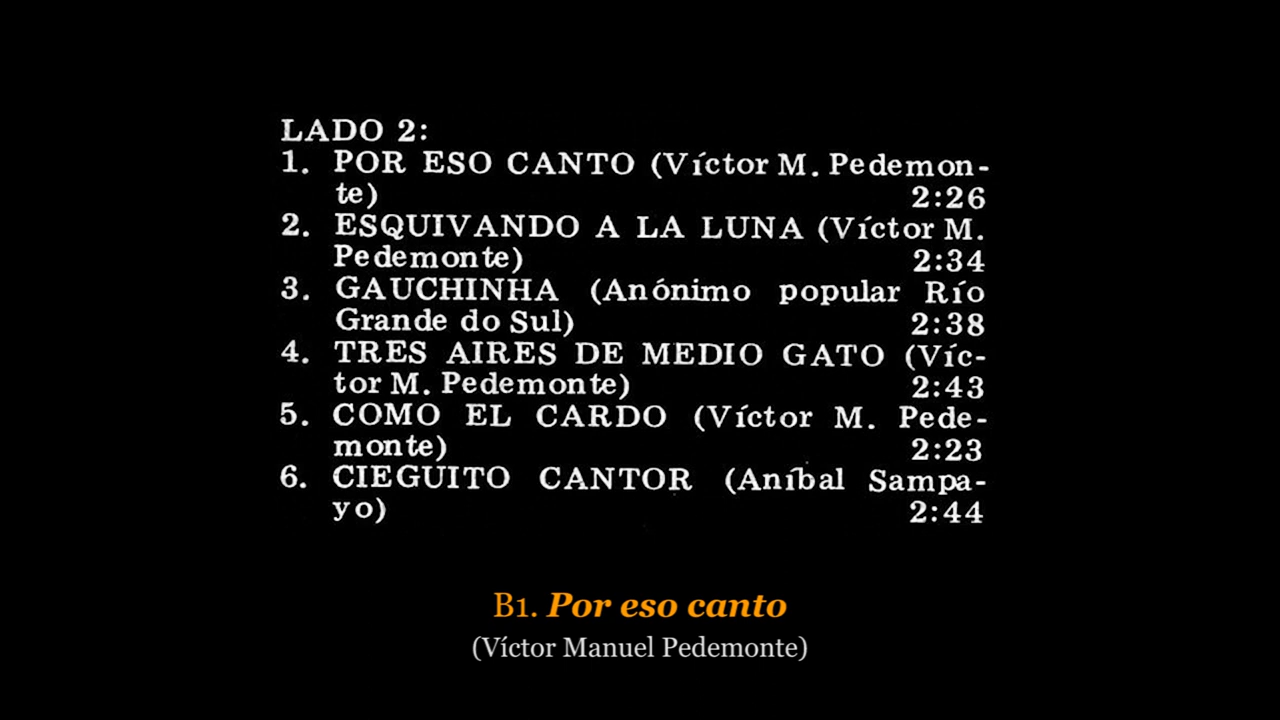 LADO 2:
1. POR ESO CANTO (Víctor M. Pedemon-
te) 2:26
2. ESQUIVANDO A LA LUNA (Víctor M.
Pedemonte) 2:34
3. GAUCHINHA (Anónimo popular Río
Grande do Sul) 2:38
4. TRES AIRES DE MEDIO GATO (Víc-
tor M. Pedemonte) 2:43
5. COMO EL CARDO (Víctor M. Pede-
monte) 2:23
6. CIEGUITO CANTOR (Aníbal Sampa-
yo) 2:44
B1. Por eso canto
(Víctor Manuel Pedemonte)